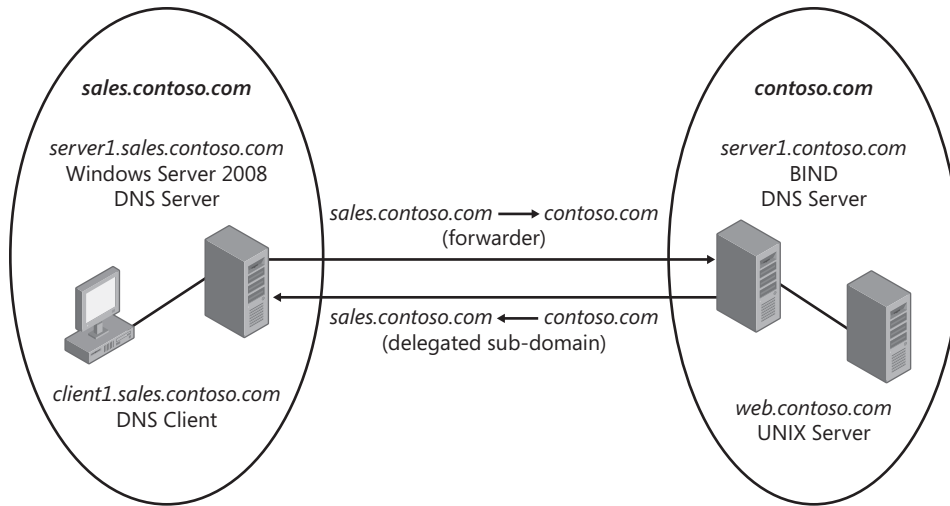 sales.contoso.com
server1.sales.contoso.com
Windows Server 2008
DNS Server
client1.sales.contoso.com
DNS Client
sales.contoso.com → contoso.com
(forwarder)
sales.contoso.com ← contoso.com
(delegated sub-domain)
contoso.com
server1.contoso.com
BIND
DNS Server
web.contoso.com
UNIX Server